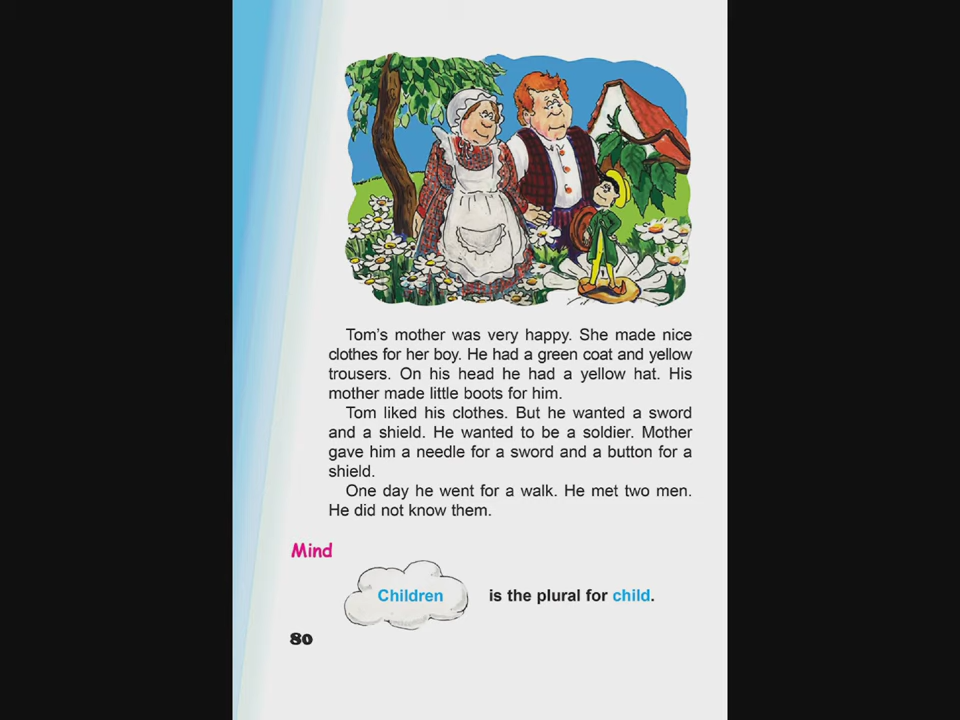 Tom's mother was very happy. She made nice
clothes for her boy. He had a green coat and yellow
trousers. On his head he had a yellow hat. His
mother made little boots for him.
Tom liked his clothes. But he wanted a sword
and a shield. He wanted to be a soldier. Mother
gave him a needle for a sword and a button for a
shield.
One day he went for a walk. He met two men.
He did not know them.
Mind
Children is the plural for child.
80